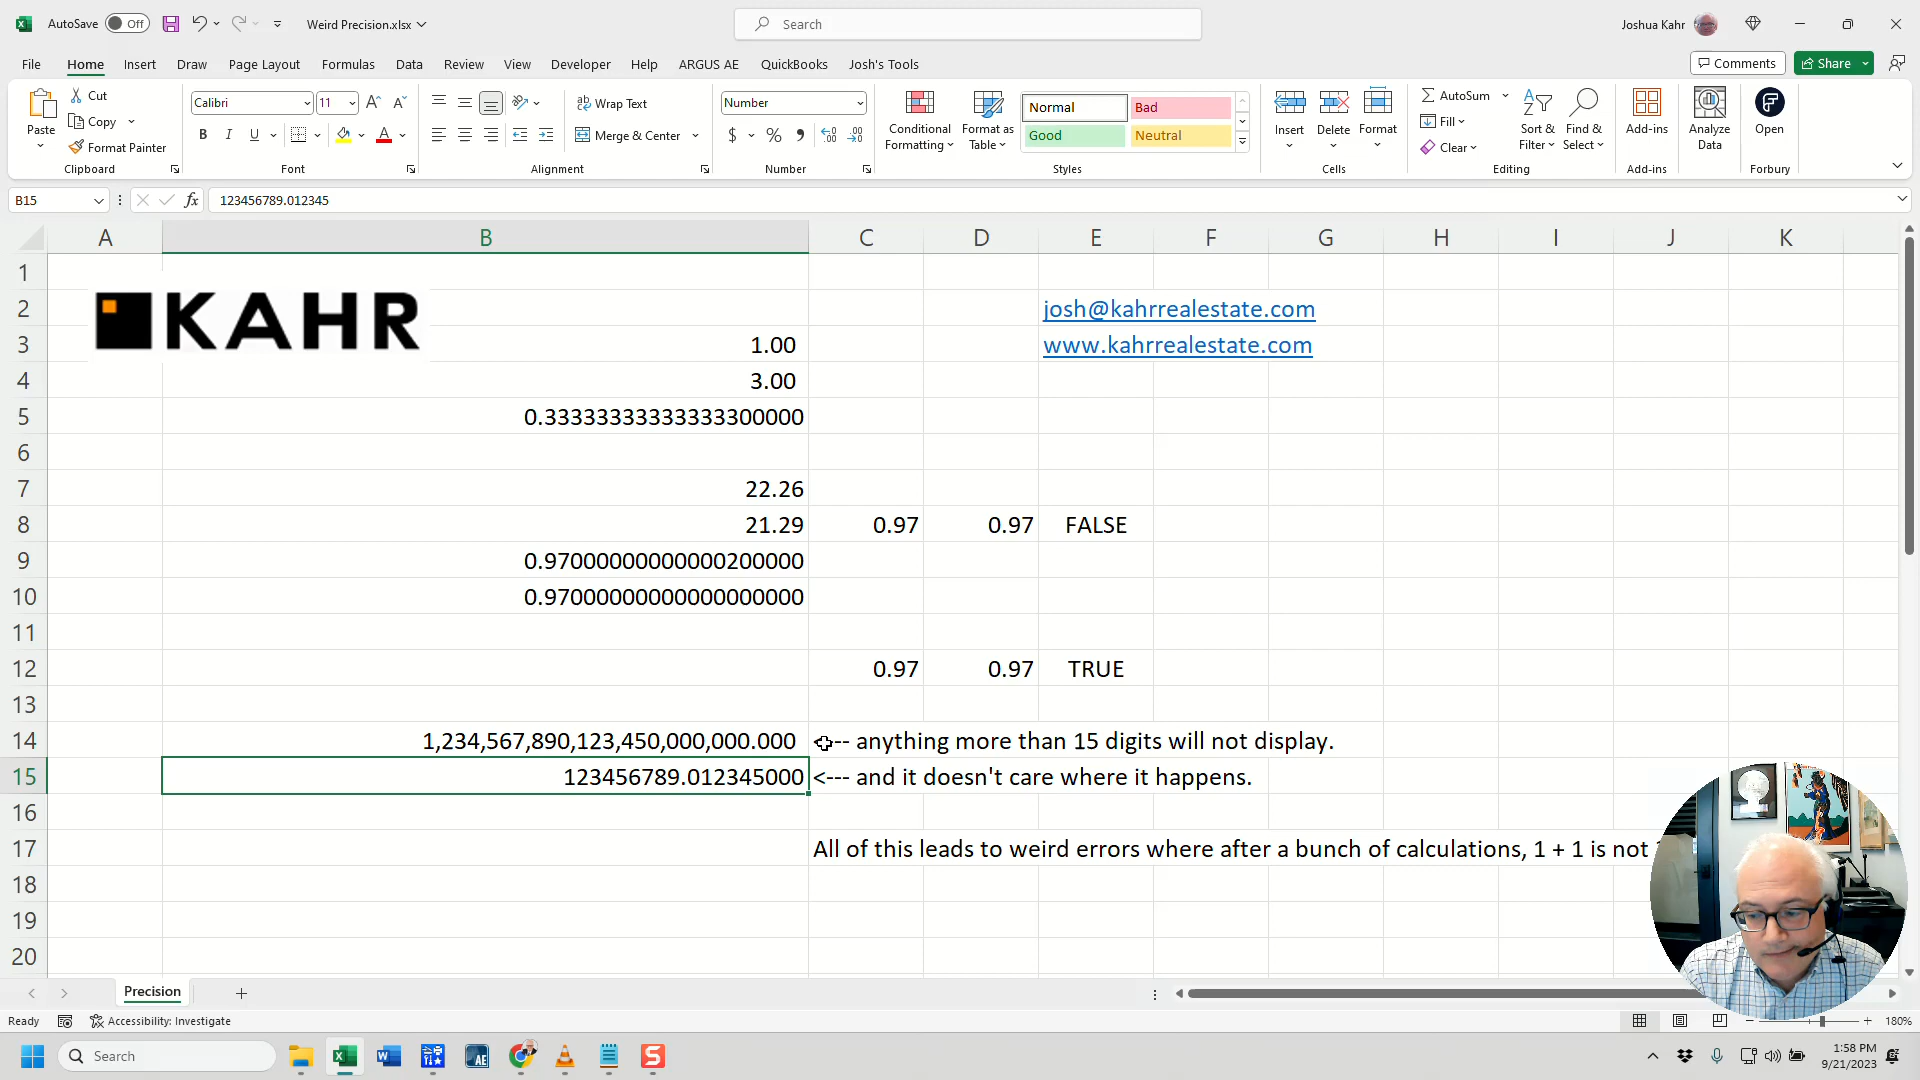 AutoSave Off Weird Precision.xlsx Search Joshua Kahr
File Home Insert Draw Page Layout Formulas Data Review View Developer Help ARGUS AE QuickBooks Josh's Tools Comments Share
Paste Cut Copy Format Painter Clipboard
Calibri 11 B I U Font
Wrap Text Merge & Center Alignment
Number $ % Number
Conditional Formatting Format as Table Normal Bad Good Neutral Styles
Insert Delete Format Cells
AutoSum Fill Clear Sort & Filter Find & Select Editing
Add-ins Add-ins
Analyze Data
Open Forbury
B15 fx 123456789.012345
A B C D E F G H I J K
1
2 KAHR josh@kahrrealestate.com
3 1.00 www.kahrrealestate.com
4 3.00
5 0.33333333333333300000
6
7 22.26
8 21.29 0.97 0.97 FALSE
9 0.97000000000000200000
10 0.97000000000000000000
11
12 0.97 0.97 TRUE
13
14 1,234,567,890,123,450,000,000.000 -- anything more than 15 digits will not display.
15 123456789.012345000 <--- and it doesn't care where it happens.
16
17 All of this leads to weird errors where after a bunch of calculations, 1 + 1 is not
18
19
20
Precision
Ready Accessibility: Investigate 180%
Search AE 1:58 PM
9/21/2023